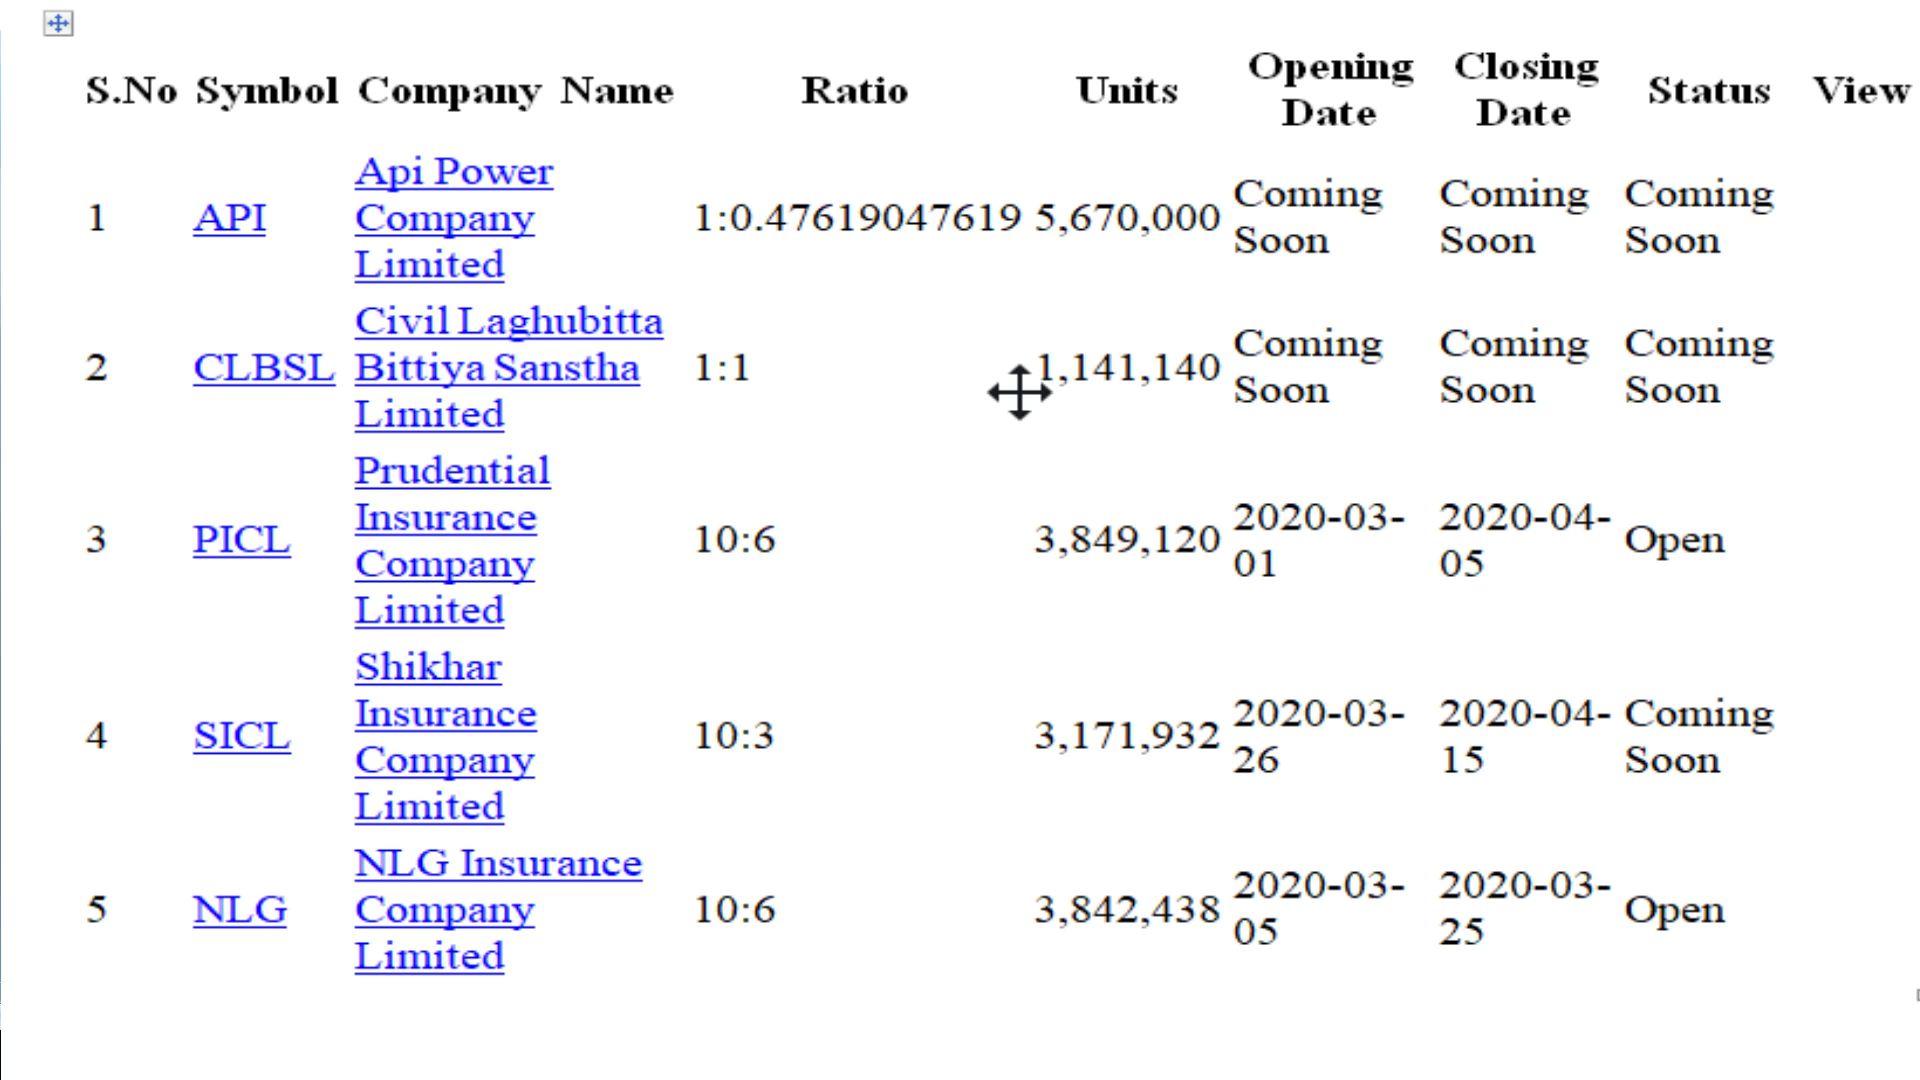 S.No Symbol Company Name Ratio Units Opening Date Closing Date Status View
1 API Api Power Company Limited 1:0.47619047619 5,670,000 Coming Soon Coming Soon Coming Soon
2 CLBSL Civil Laghubitta Bittiya Sanstha Limited 1:1 1,141,140 Coming Soon Coming Soon Coming Soon
3 PICL Prudential Insurance Company Limited 10:6 3,849,120 2020-03-01 2020-04-05 Open
4 SICL Shikhar Insurance Company Limited 10:3 3,171,932 2020-03-26 2020-04-15 Coming Soon
5 NLG NLG Insurance Company Limited 10:6 3,842,438 2020-03-05 2020-03-25 Open